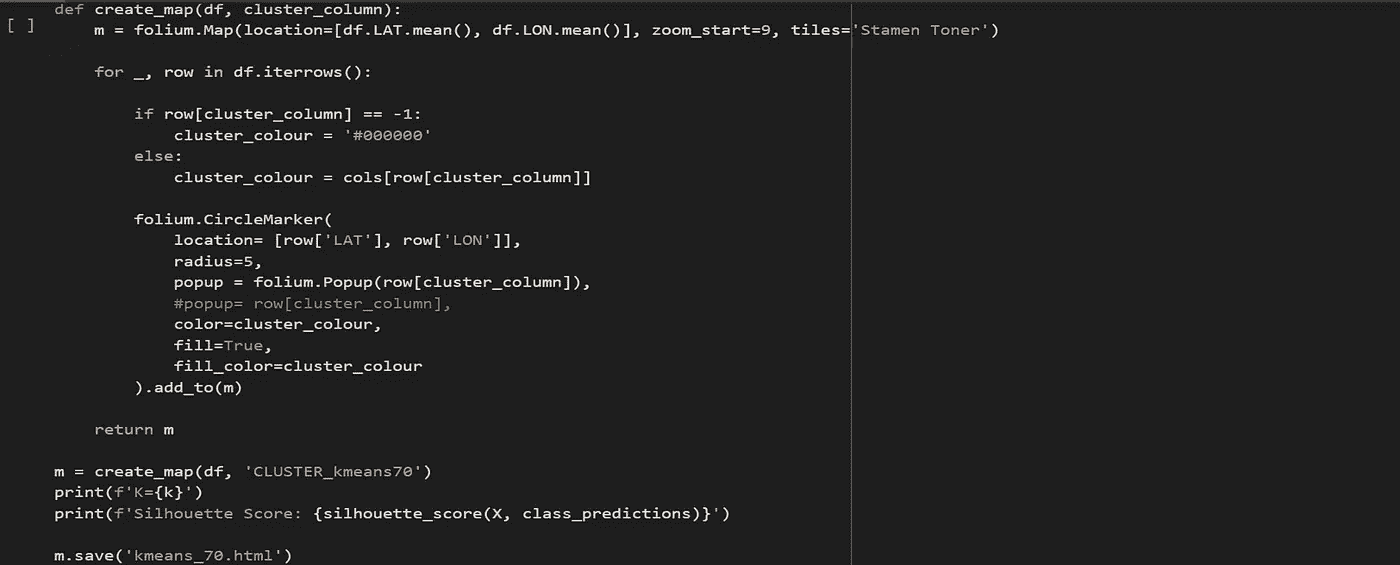 def create_map(df, cluster_column):
[ ]
    m = folium.Map(location=[df.LAT.mean(), df.LON.mean()], zoom_start=9, tiles='Stamen Toner')
    for _, row in df.iterrows():
        if row[cluster_column] == -1:
            cluster_colour = '#000000'
        else:
            cluster_colour = cols[row[cluster_column]]
        folium.CircleMarker(
            location= [row['LAT'], row['LON']],
            radius=5,
            popup = folium.Popup(row[cluster_column]),
            #popup= row[cluster_column],
            color=cluster_colour,
            fill=True,
            fill_color=cluster_colour
        ).add_to(m)
    return m
m = create_map(df, 'CLUSTER_kmeans70')
print(f'K={k}')
print(f'Silhouette Score: {silhouette_score(X, class_predictions)}')
m.save('kmeans_70.html')